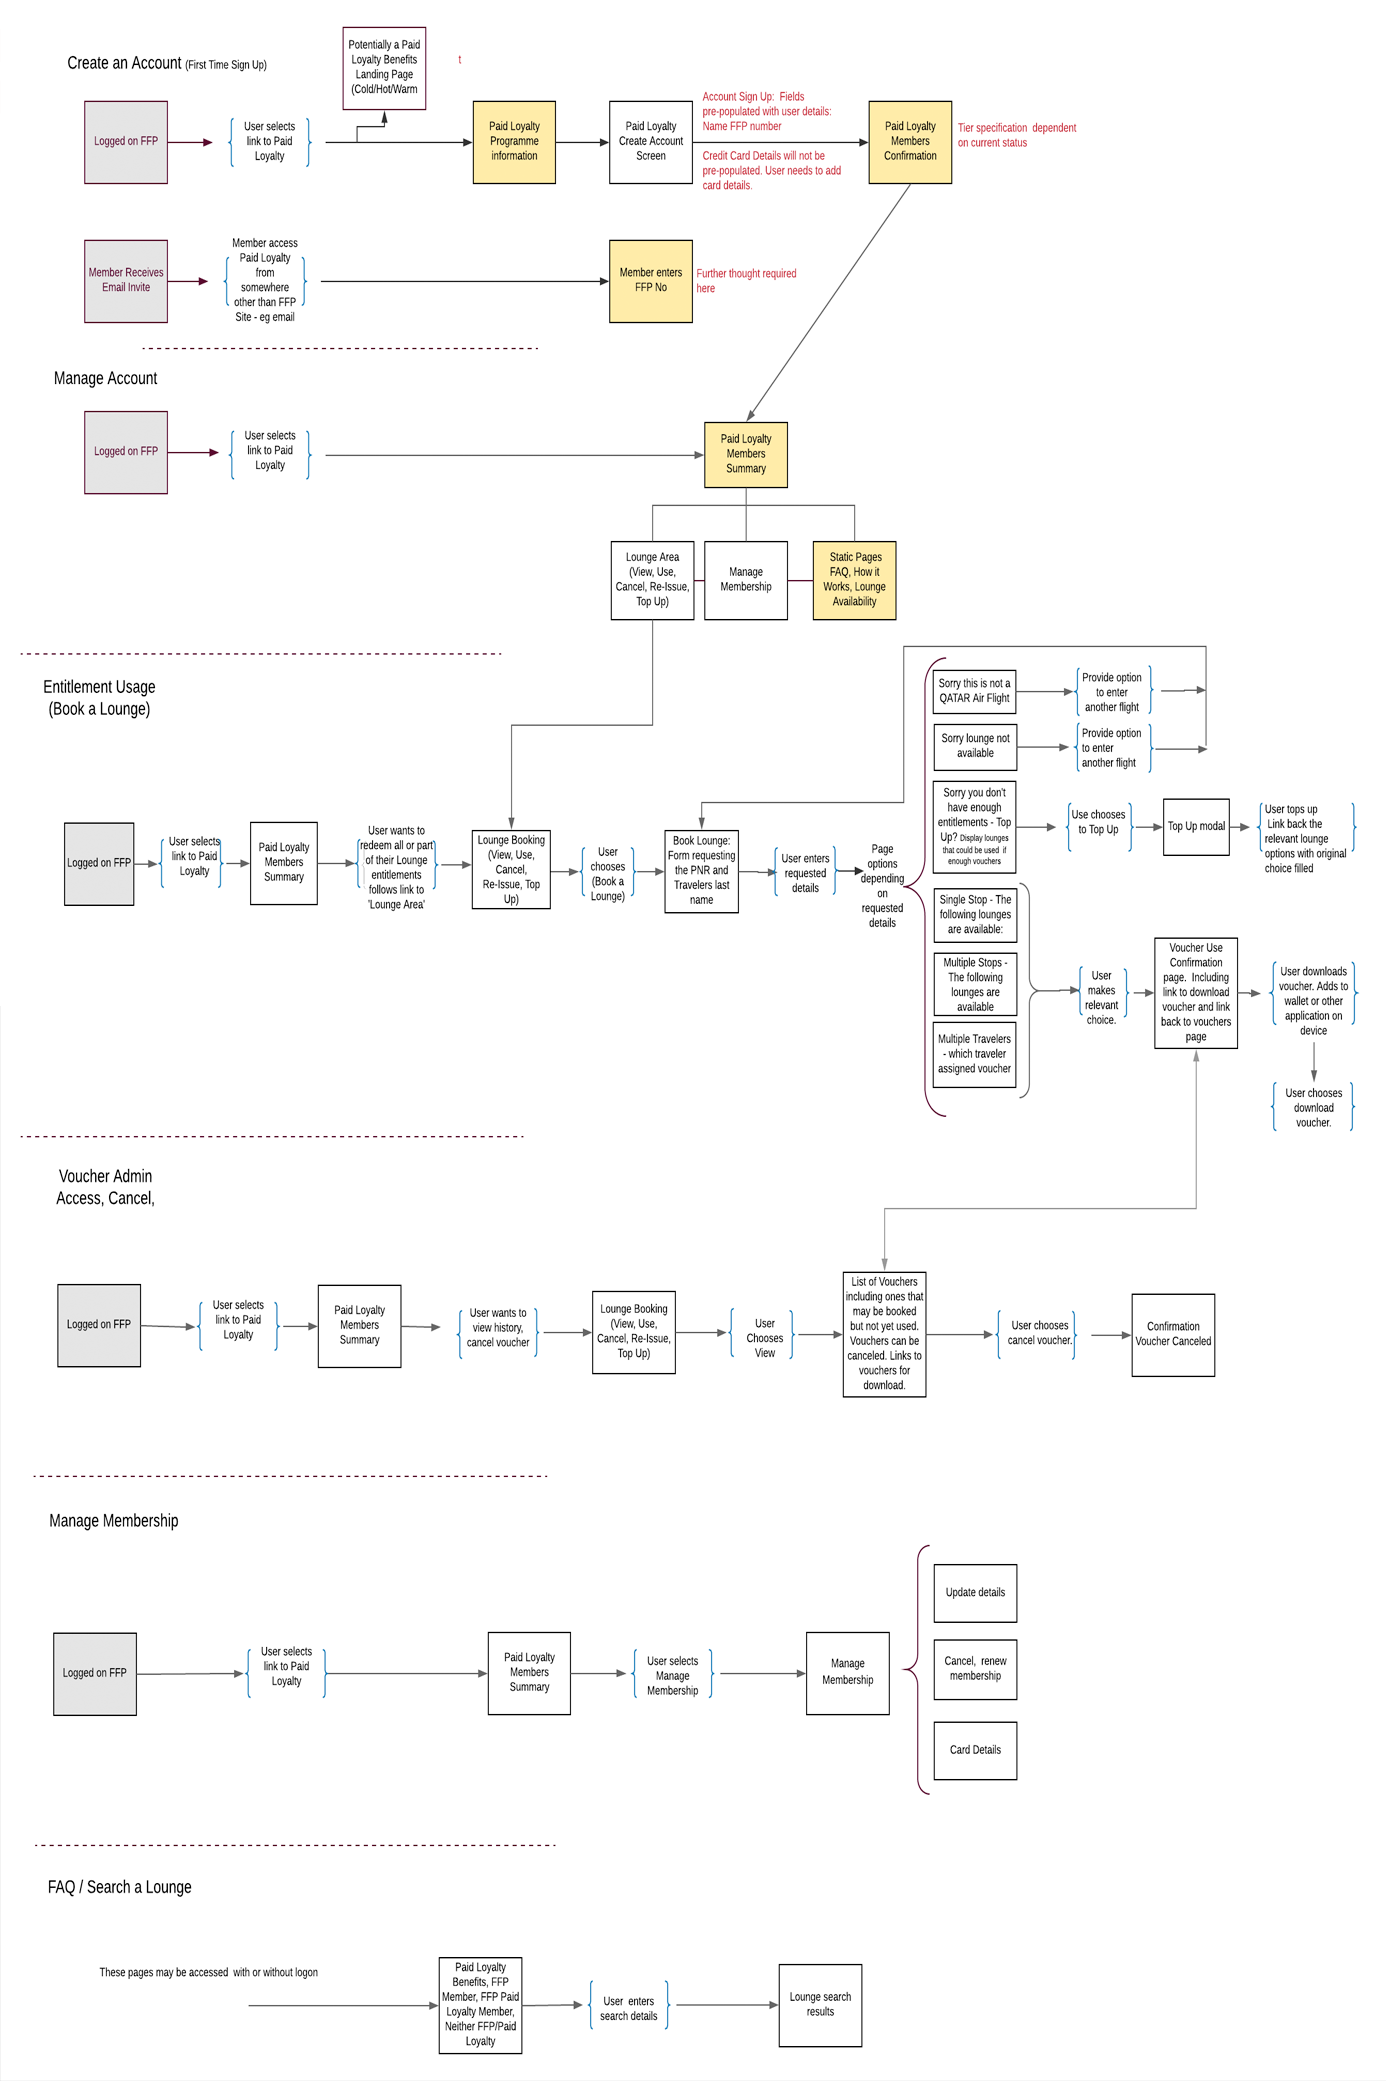 Create an Account (First Time Sign Up)
Potentially a Paid
Loyalty Benefits
Landing Page
(Cold/Hot/Warm
t
Logged on FFP
User selects
link to Paid
Loyalty
Paid Loyalty
Programme
information
Paid Loyalty
Create Account
Screen
Account Sign Up:  Fields
pre-populated with user details:
Name FFP number
Credit Card Details will not be
pre-populated. User needs to add
card details.
Paid Loyalty
Members
Confirmation
Tier specification  dependent
on current status
Member Receives
Email Invite
Member access
Paid Loyalty
from
somewhere
other than FFP
Site - eg email
Member enters
FFP No
Further thought required
here
Manage Account
Logged on FFP
User selects
link to Paid
Loyalty
Paid Loyalty
Members
Summary
Lounge Area
(View, Use,
Cancel, Re-Issue,
Top Up)
Manage
Membership
Static Pages
FAQ, How it
Works, Lounge
Availability
Entitlement Usage
(Book a Lounge)
Logged on FFP
User selects
link to Paid
Loyalty
Paid Loyalty
Members
Summary
User wants to
redeem all or part
of their Lounge
entitlements
follows link to
'Lounge Area'
Lounge Booking
(View, Use,
Cancel,
Re-Issue, Top
Up)
User
chooses
(Book a
Lounge)
Book Lounge:
Form requesting
the PNR and
Travelers last
name
User enters
requested
details
Page
options
depending
on
requested
details
Sorry this is not a
QATAR Air Flight
Provide option
to enter
another flight
Sorry lounge not
available
Provide option
to enter
another flight
Sorry you don't
have enough
entitlements - Top
Up? Display lounges
that could be used  if
enough vouchers
Use chooses
to Top Up
Top Up modal
User tops up
Link back the
relevant lounge
options with original
choice filled
Single Stop - The
following lounges
are available:
Multiple Stops -
The following
lounges are
available
Multiple Travelers
- which traveler
assigned voucher
User
makes
relevant
choice.
Voucher Use
Confirmation
page.  Including
link to download
voucher and link
back to vouchers
page
User downloads
voucher. Adds to
wallet or other
application on
device
User chooses
download
voucher.
Voucher Admin
Access, Cancel,
Logged on FFP
User selects
link to Paid
Loyalty
Paid Loyalty
Members
Summary
User wants to
view history,
cancel voucher
Lounge Booking
(View, Use,
Cancel, Re-Issue,
Top Up)
User
Chooses
View
List of Vouchers
including ones that
may be booked
but not yet used.
Vouchers can be
canceled. Links to
vouchers for
download.
User chooses
cancel voucher.
Confirmation
Voucher Canceled
Manage Membership
Logged on FFP
User selects
link to Paid
Loyalty
Paid Loyalty
Members
Summary
User selects
Manage
Membership
Manage
Membership
Update details
Cancel,  renew
membership
Card Details
FAQ / Search a Lounge
These pages may be accessed  with or without logon
Paid Loyalty
Benefits, FFP
Member, FFP Paid
Loyalty Member,
Neither FFP/Paid
Loyalty
User  enters
search details
Lounge search
results